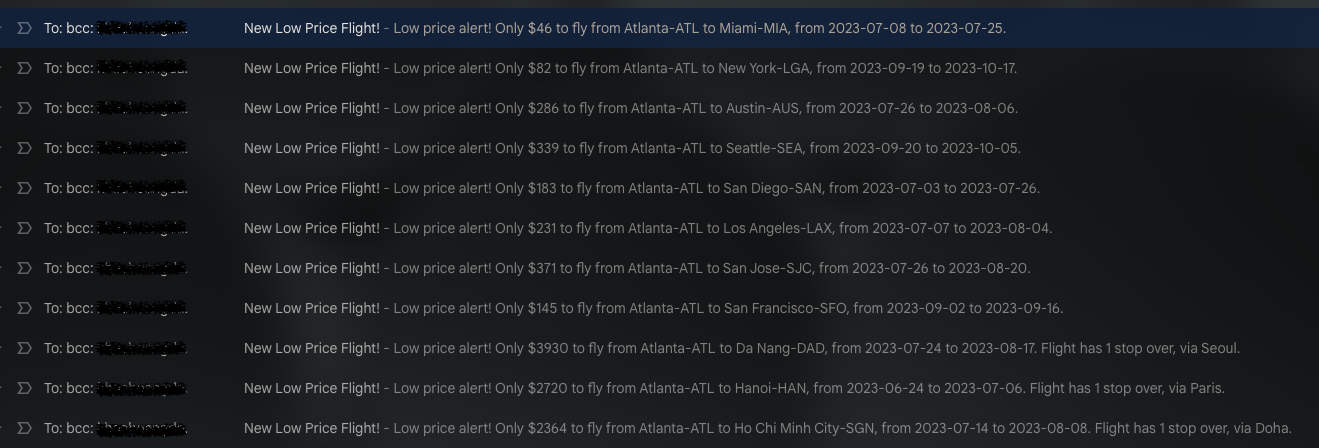 To: bcc: New Low Price Flight! - Low price alert! Only $46 to fly from Atlanta-ATL to Miami-MIA, from 2023-07-08 to 2023-07-25.
To: bcc: New Low Price Flight! - Low price alert! Only $82 to fly from Atlanta-ATL to New York-LGA, from 2023-09-19 to 2023-10-17.
To: bcc: New Low Price Flight! - Low price alert! Only $286 to fly from Atlanta-ATL to Austin-AUS, from 2023-07-26 to 2023-08-06.
To: bcc: New Low Price Flight! - Low price alert! Only $339 to fly from Atlanta-ATL to Seattle-SEA, from 2023-09-20 to 2023-10-05.
To: bcc: New Low Price Flight! - Low price alert! Only $183 to fly from Atlanta-ATL to San Diego-SAN, from 2023-07-03 to 2023-07-26.
To: bcc: New Low Price Flight! - Low price alert! Only $231 to fly from Atlanta-ATL to Los Angeles-LAX, from 2023-07-07 to 2023-08-04.
To: bcc: New Low Price Flight! - Low price alert! Only $371 to fly from Atlanta-ATL to San Jose-SJC, from 2023-07-26 to 2023-08-20.
To: bcc: New Low Price Flight! - Low price alert! Only $145 to fly from Atlanta-ATL to San Francisco-SFO, from 2023-09-02 to 2023-09-16.
To: bcc: New Low Price Flight! - Low price alert! Only $3930 to fly from Atlanta-ATL to Da Nang-DAD, from 2023-07-24 to 2023-08-17. Flight has 1 stop over, via Seoul.
To: bcc: New Low Price Flight! - Low price alert! Only $2720 to fly from Atlanta-ATL to Hanoi-HAN, from 2023-06-24 to 2023-07-06. Flight has 1 stop over, via Paris.
To: bcc: New Low Price Flight! - Low price alert! Only $2364 to fly from Atlanta-ATL to Ho Chi Minh City-SGN, from 2023-07-14 to 2023-08-08. Flight has 1 stop over, via Doha.